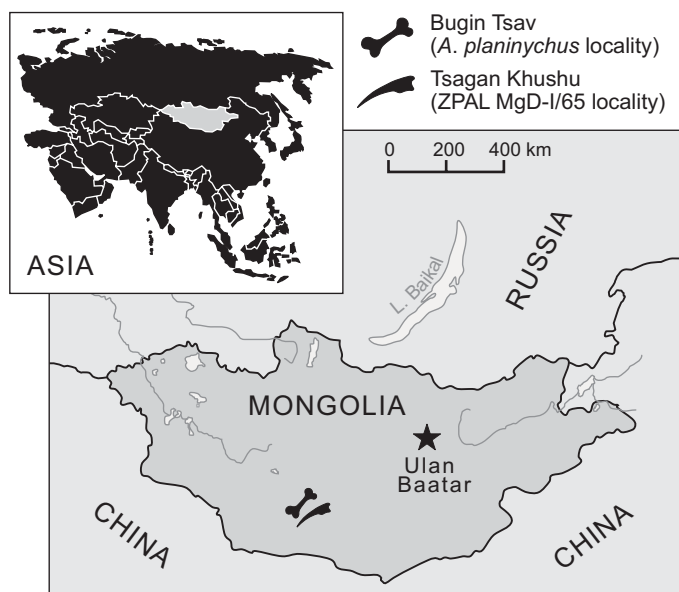 Bugin Tsav
(A. planinychus locality)
Tsagan Khushu
(ZPAL MgD-I/65 locality)
ASIA
0 200 400 km
L. Baikal
RUSSIA
MONGOLIA
Ulan
Baatar
CHINA
CHINA